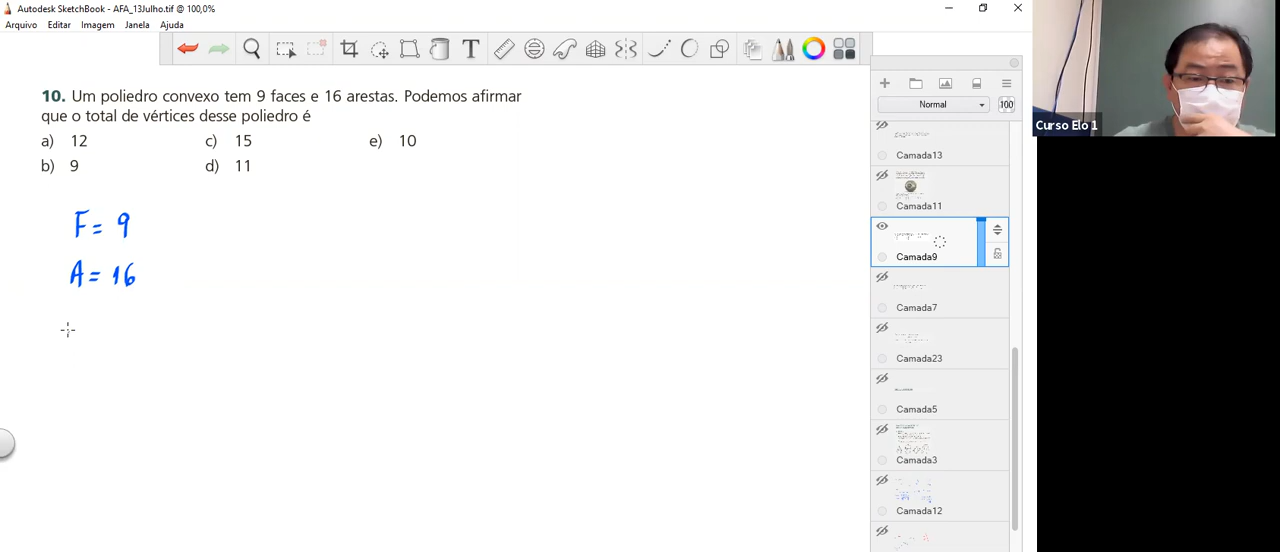 Autodesk SketchBook - AFA_13Julho.tif @ 100,0%
Arquivo Editar Imagem Janela Ajuda
10. Um poliedro convexo tem 9 faces e 16 arestas. Podemos afirmar
que o total de vértices desse poliedro é
a) 12 c) 15 e) 10
b) 9 d) 11
F = 9
A = 16
Normal 100
Camada13
Camada11
Camada9
Camada7
Camada23
Camada5
Camada3
Camada12
Curso Elo 1